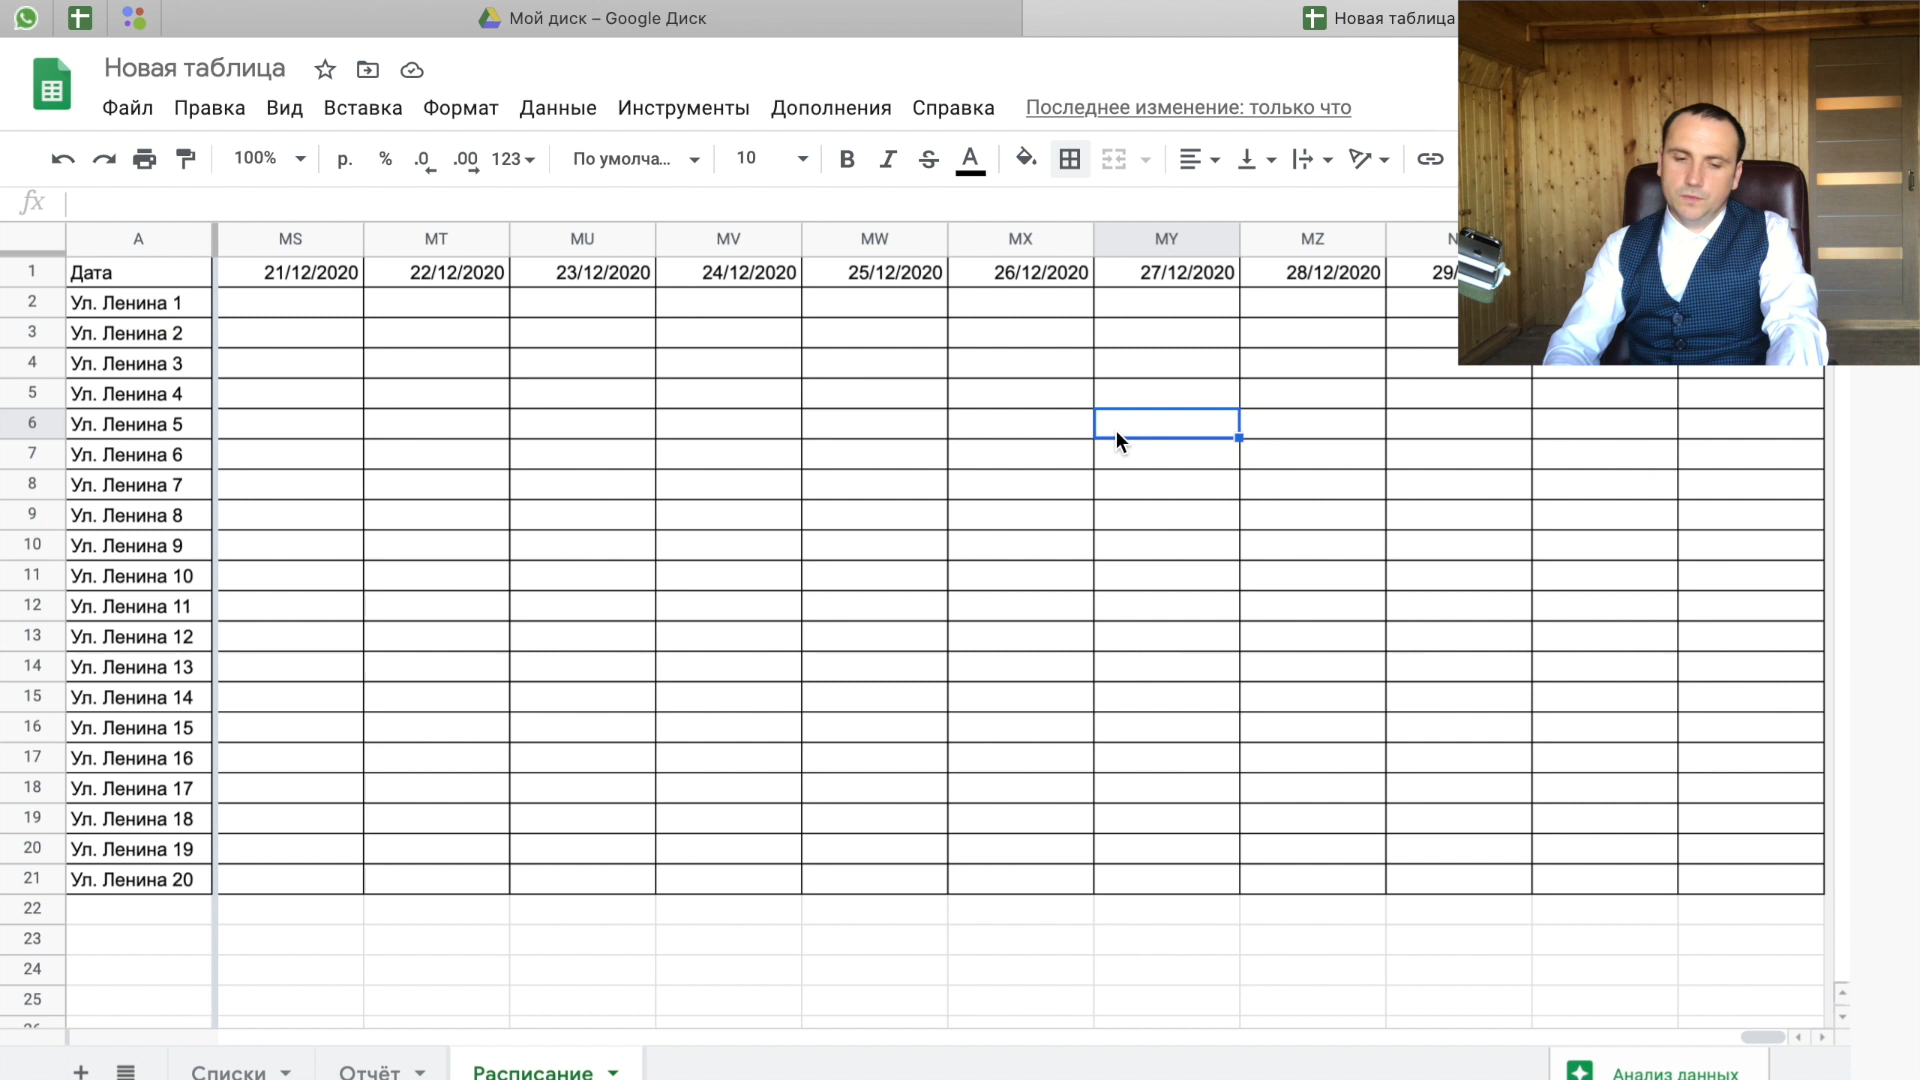 Мой диск – Google Диск
Новая таблица
Новая таблица
Файл Правка Вид Вставка Формат Данные Инструменты Дополнения Справка Последнее изменение: только что
100% р. % .0 .00 123 По умолча... 10 B I S A
fx
A MS MT MU MV MW MX MY MZ
1 Дата 21/12/2020 22/12/2020 23/12/2020 24/12/2020 25/12/2020 26/12/2020 27/12/2020 28/12/2020 29/
2 Ул. Ленина 1
3 Ул. Ленина 2
4 Ул. Ленина 3
5 Ул. Ленина 4
6 Ул. Ленина 5
7 Ул. Ленина 6
8 Ул. Ленина 7
9 Ул. Ленина 8
10 Ул. Ленина 9
11 Ул. Ленина 10
12 Ул. Ленина 11
13 Ул. Ленина 12
14 Ул. Ленина 13
15 Ул. Ленина 14
16 Ул. Ленина 15
17 Ул. Ленина 16
18 Ул. Ленина 17
19 Ул. Ленина 18
20 Ул. Ленина 19
21 Ул. Ленина 20
22
23
24
25
Списки Отчёт Расписание Анализ данных